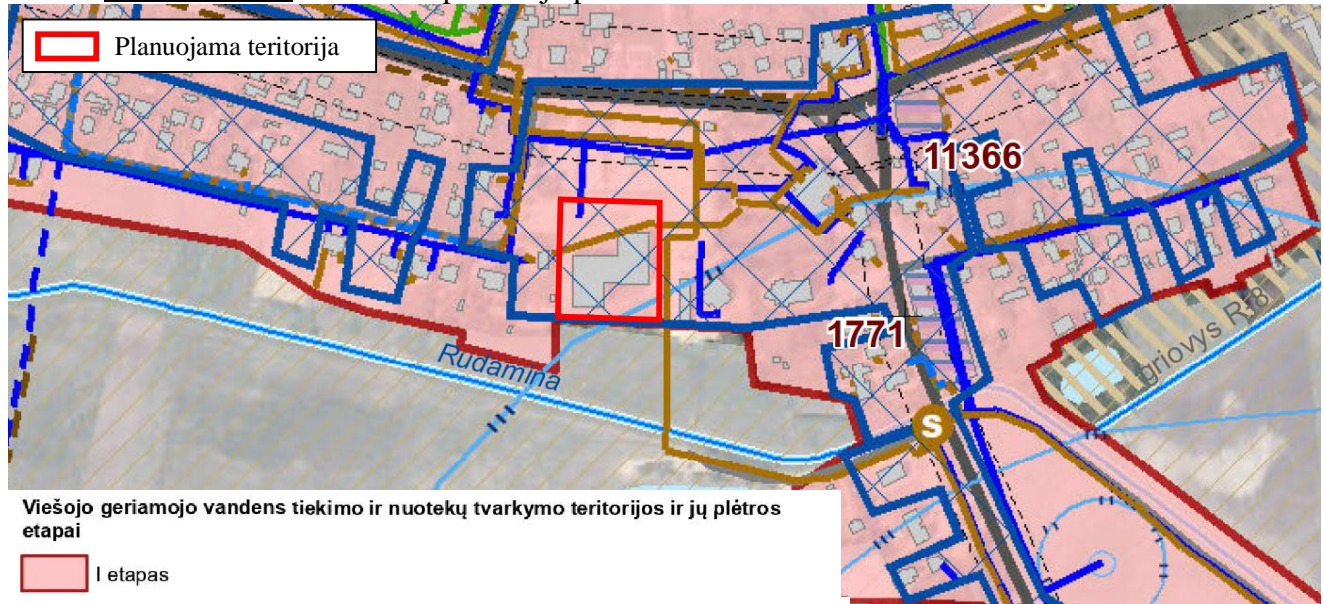 Planuojama teritorija
S
11366
1771
Rudamina
griovys R-8
S
Viešojo geriamojo vandens tiekimo ir nuotekų tvarkymo teritorijos ir jų plėtros
etapai
I etapas